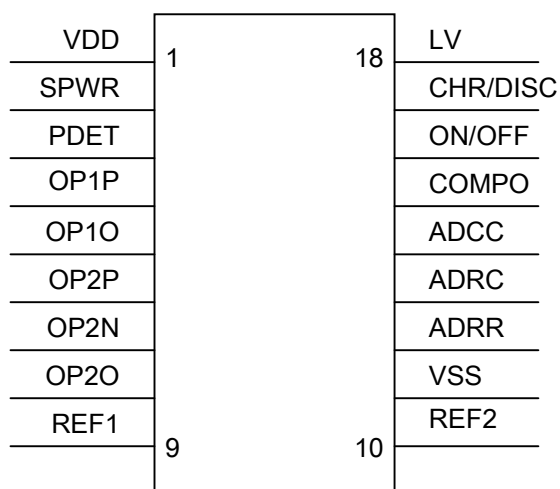 VDD 1 18 LV
SPWR CHR/DISC
PDET ON/OFF
OP1P COMPO
OP1O ADCC
OP2P ADRC
OP2N ADRR
OP2O VSS
REF1 9 10 REF2